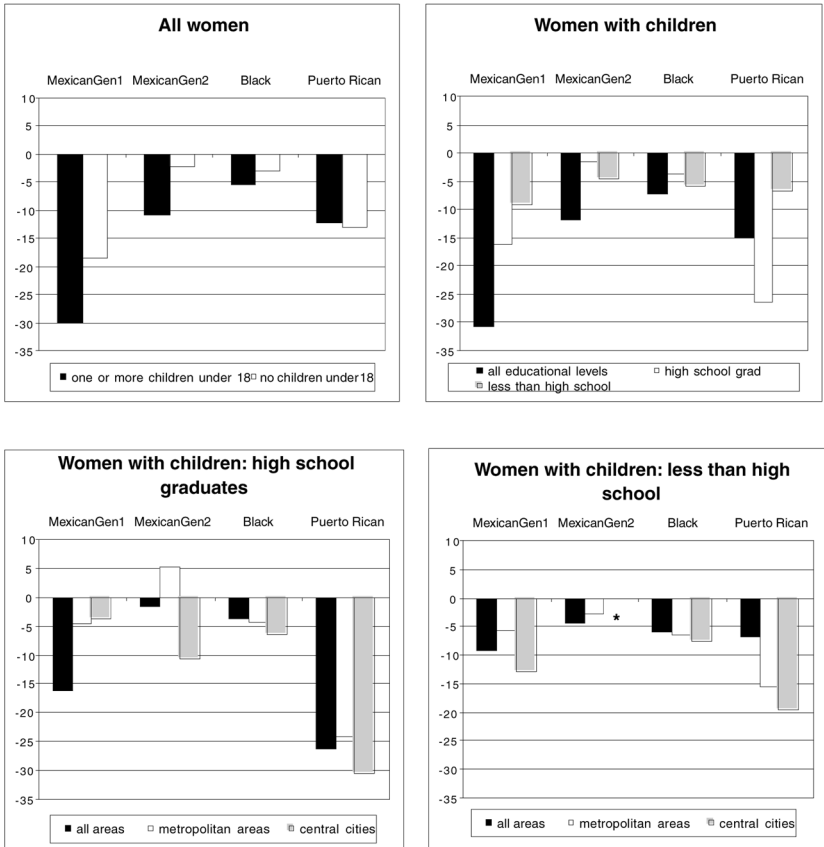 All women
MexicanGen1 MexicanGen2 Black Puerto Rican
10
5
0
-5
-10
-15
-20
-25
-30
-35
one or more children under 18 no children under18
Women with children
MexicanGen1 MexicanGen2 Black Puerto Rican
10
5
0
-5
-10
-15
-20
-25
-30
-35
all educational levels high school grad
less than high school
Women with children: high school
graduates
MexicanGen1 MexicanGen2 Black Puerto Rican
10
5
0
-5
-10
-15
-20
-25
-30
-35
all areas metropolitan areas central cities
Women with children: less than high
school
MexicanGen1 MexicanGen2 Black Puerto Rican
10
5
0
-5
*
-10
-15
-20
-25
-30
-35
all areas metropolitan areas central cities